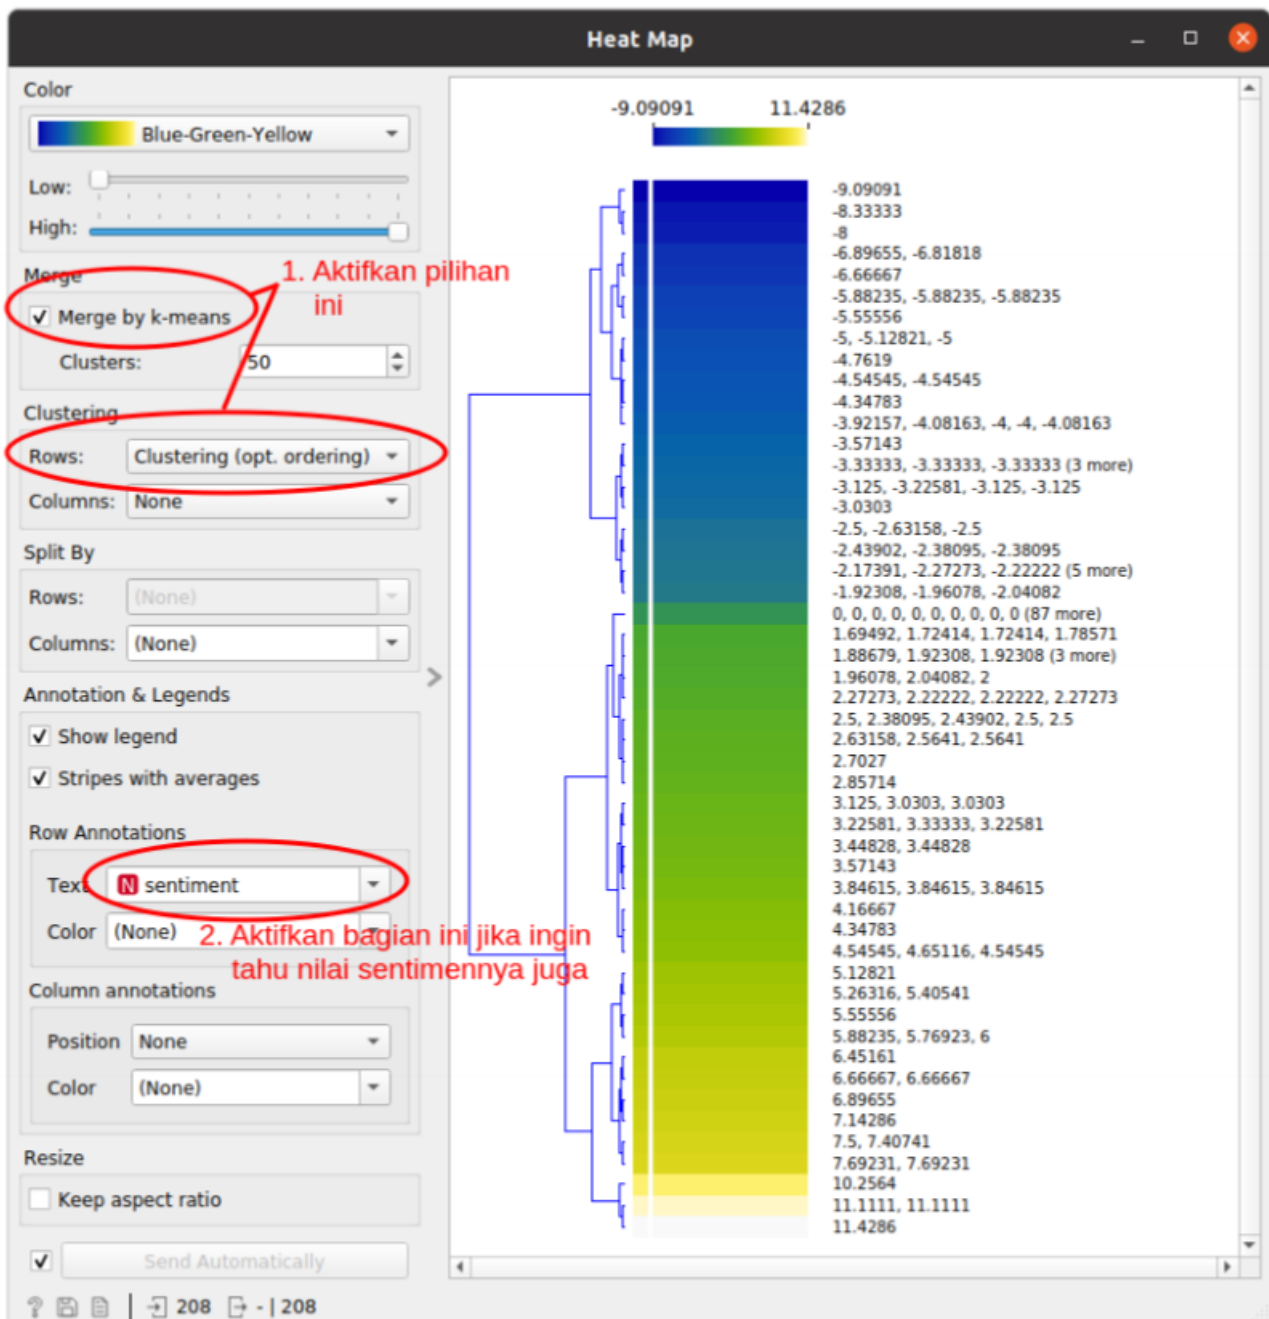 Heat Map
Color
Blue-Green-Yellow
Low:
High:
Merge
1. Aktifkan pilihan
ini
Merge by k-means
Clusters: 50
Clustering
Rows: Clustering (opt. ordering)
Columns: None
Split By
Rows: (None)
Columns: (None)
Annotation & Legends
Show legend
Stripes with averages
Row Annotations
Text N sentiment
Color (None)
2. Aktifkan bagian ini jika ingin
tahu nilai sentimennya juga
Column annotations
Position None
Color (None)
Resize
Keep aspect ratio
Send Automatically
? 208 - | 208
-9.09091 11.4286
-9.09091
-8.33333
-8
-6.89655, -6.81818
-6.66667
-5.88235, -5.88235, -5.88235
-5.55556
-5, -5.12821, -5
-4.7619
-4.54545, -4.54545
-4.34783
-3.92157, -4.08163, -4, -4, -4.08163
-3.57143
-3.33333, -3.33333, -3.33333 (3 more)
-3.125, -3.22581, -3.125, -3.125
-3.0303
-2.5, -2.63158, -2.5
-2.43902, -2.38095, -2.38095
-2.17391, -2.27273, -2.22222 (5 more)
-1.92308, -1.96078, -2.04082
0, 0, 0, 0, 0, 0, 0, 0, 0, 0 (87 more)
1.69492, 1.72414, 1.72414, 1.78571
1.88679, 1.92308, 1.92308 (3 more)
1.96078, 2.04082, 2
2.27273, 2.22222, 2.22222, 2.27273
2.5, 2.38095, 2.43902, 2.5, 2.5
2.63158, 2.5641, 2.5641
2.7027
2.85714
3.125, 3.0303, 3.0303
3.22581, 3.33333, 3.22581
3.44828, 3.44828
3.57143
3.84615, 3.84615, 3.84615
4.16667
4.34783
4.54545, 4.65116, 4.54545
5.12821
5.26316, 5.40541
5.55556
5.88235, 5.76923, 6
6.45161
6.66667, 6.66667
6.89655
7.14286
7.5, 7.40741
7.69231, 7.69231
10.2564
11.1111, 11.1111
11.4286